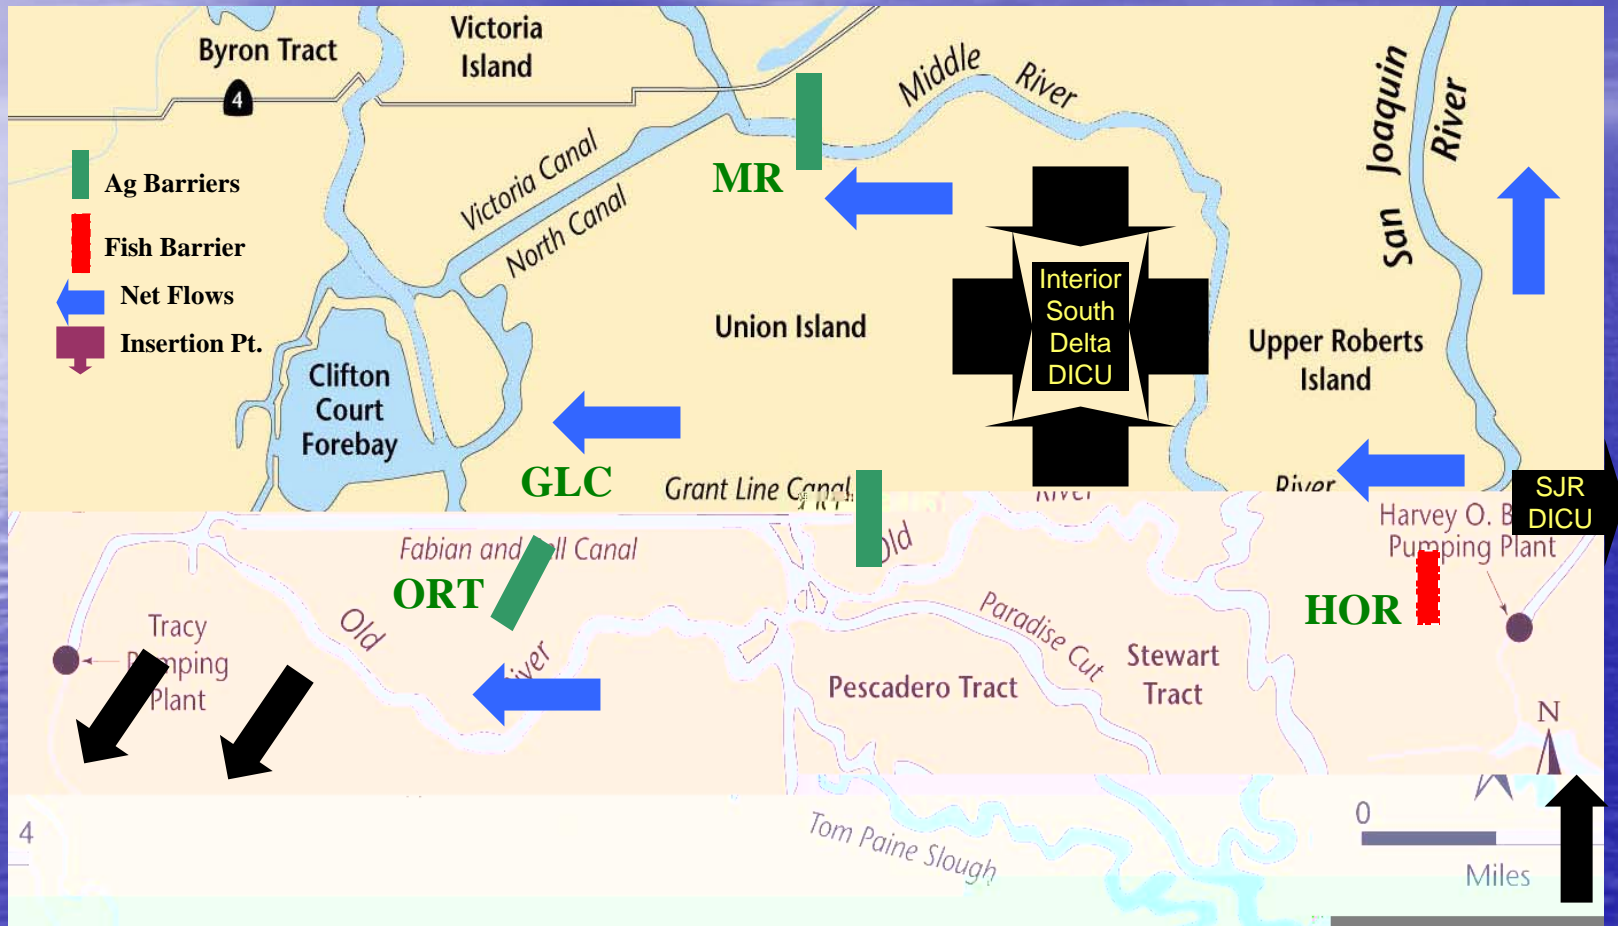 Byron Tract
4
Victoria
Island
Middle
River
San Joaquin
River
Ag Barriers
Fish Barrier
Net Flows
Insertion Pt.
Victoria Canal
North Canal
MR
Interior
South
Delta
DICU
Union Island
Upper Roberts
Island
Clifton
Court
Forebay
GLC
Grant Line Canal
River
River
SJR
DICU
Harvey O.
Pumping Plant
Fabian and
Canal
Old
ORT
HOR
Tracy
Pumping
Plant
Old
Paradise Cut
Stewart
Tract
Pescadero Tract
N
Tom Paine Slough
0
Miles
4